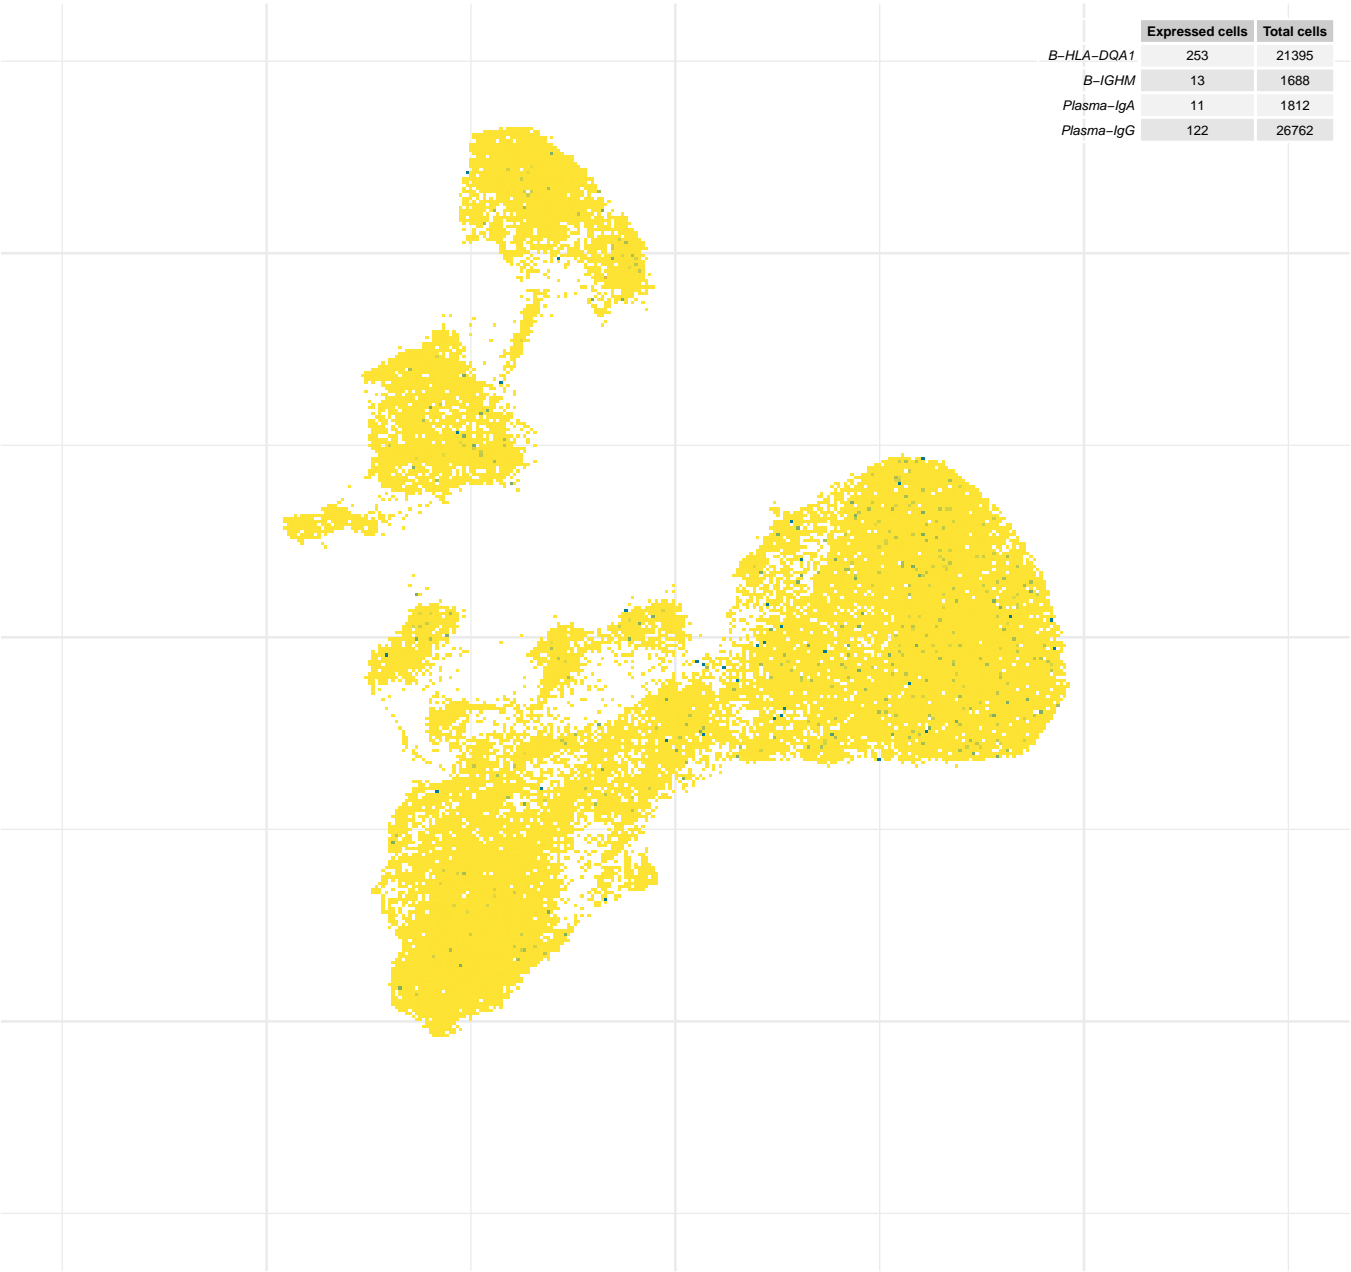 Expressed cells Total cells
B−HLA−DQA1 253 21395
B−IGHM 13 1688
Plasma−IgA 11 1812
Plasma−IgG 122 26762